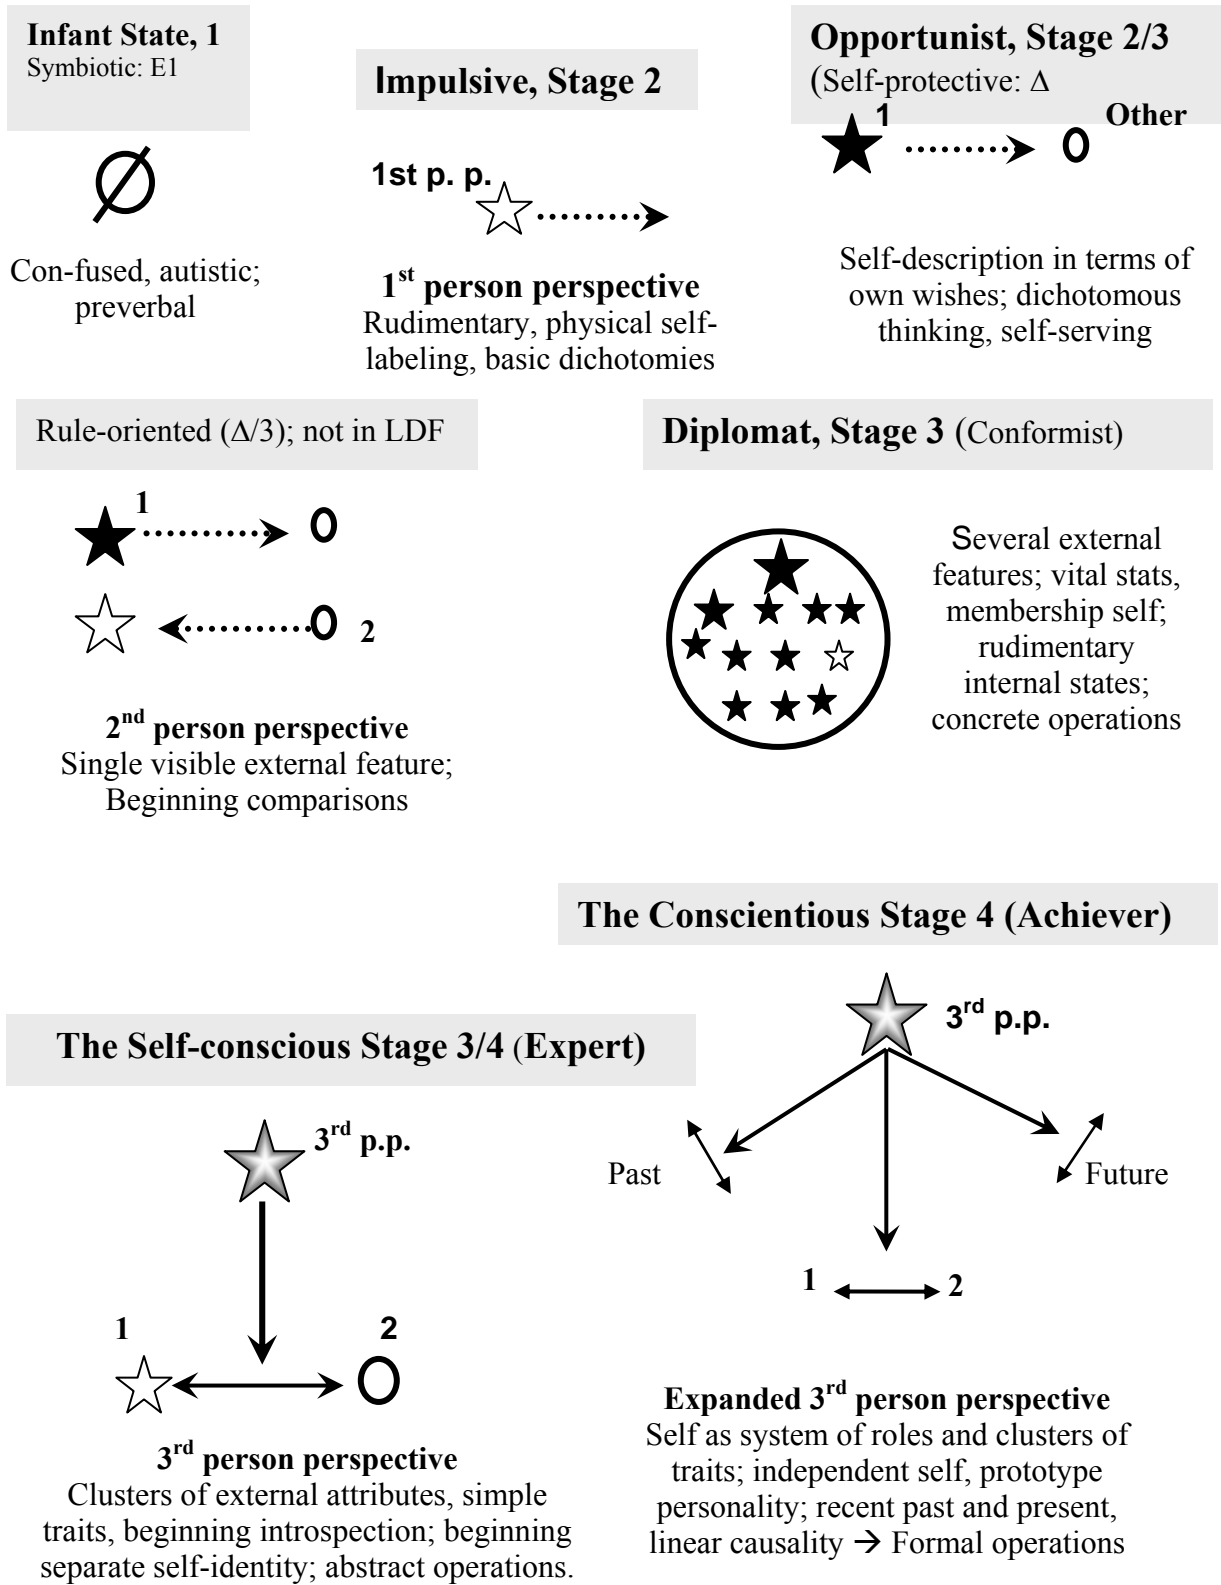 Infant State, 1
Symbiotic: E1
Con-fused, autistic;
preverbal
Impulsive, Stage 2
1st p. p.
1st person perspective
Rudimentary, physical self-
labeling, basic dichotomies
Opportunist, Stage 2/3
(Self-protective: Δ
1
Other
Self-description in terms of
own wishes; dichotomous
thinking, self-serving
Rule-oriented (Δ/3); not in LDF
1
2
2nd person perspective
Single visible external feature;
Beginning comparisons
Diplomat, Stage 3 (Conformist)
Several external
features; vital stats,
membership self;
rudimentary
internal states;
concrete operations
The Self-conscious Stage 3/4 (Expert)
3rd p.p.
1
2
3rd person perspective
Clusters of external attributes, simple
traits, beginning introspection; beginning
separate self-identity; abstract operations.
The Conscientious Stage 4 (Achiever)
3rd p.p.
Past
Future
1
2
Expanded 3rd person perspective
Self as system of roles and clusters of
traits; independent self, prototype
personality; recent past and present,
linear causality → Formal operations